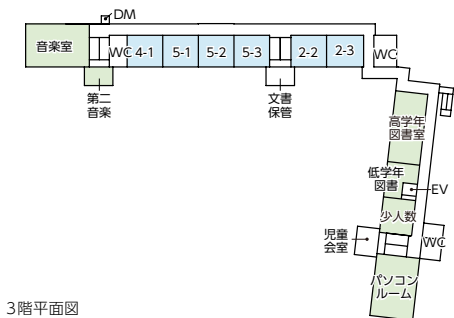 DM
音楽室
WC
4-1
5-1
5-2
5-3
2-2
2-3
WC
第二
音楽
文書
保管
高学年
図書室
低学年
図書
EV
少人数
児童
会室
WC
パソコン
ルーム
3階平面図